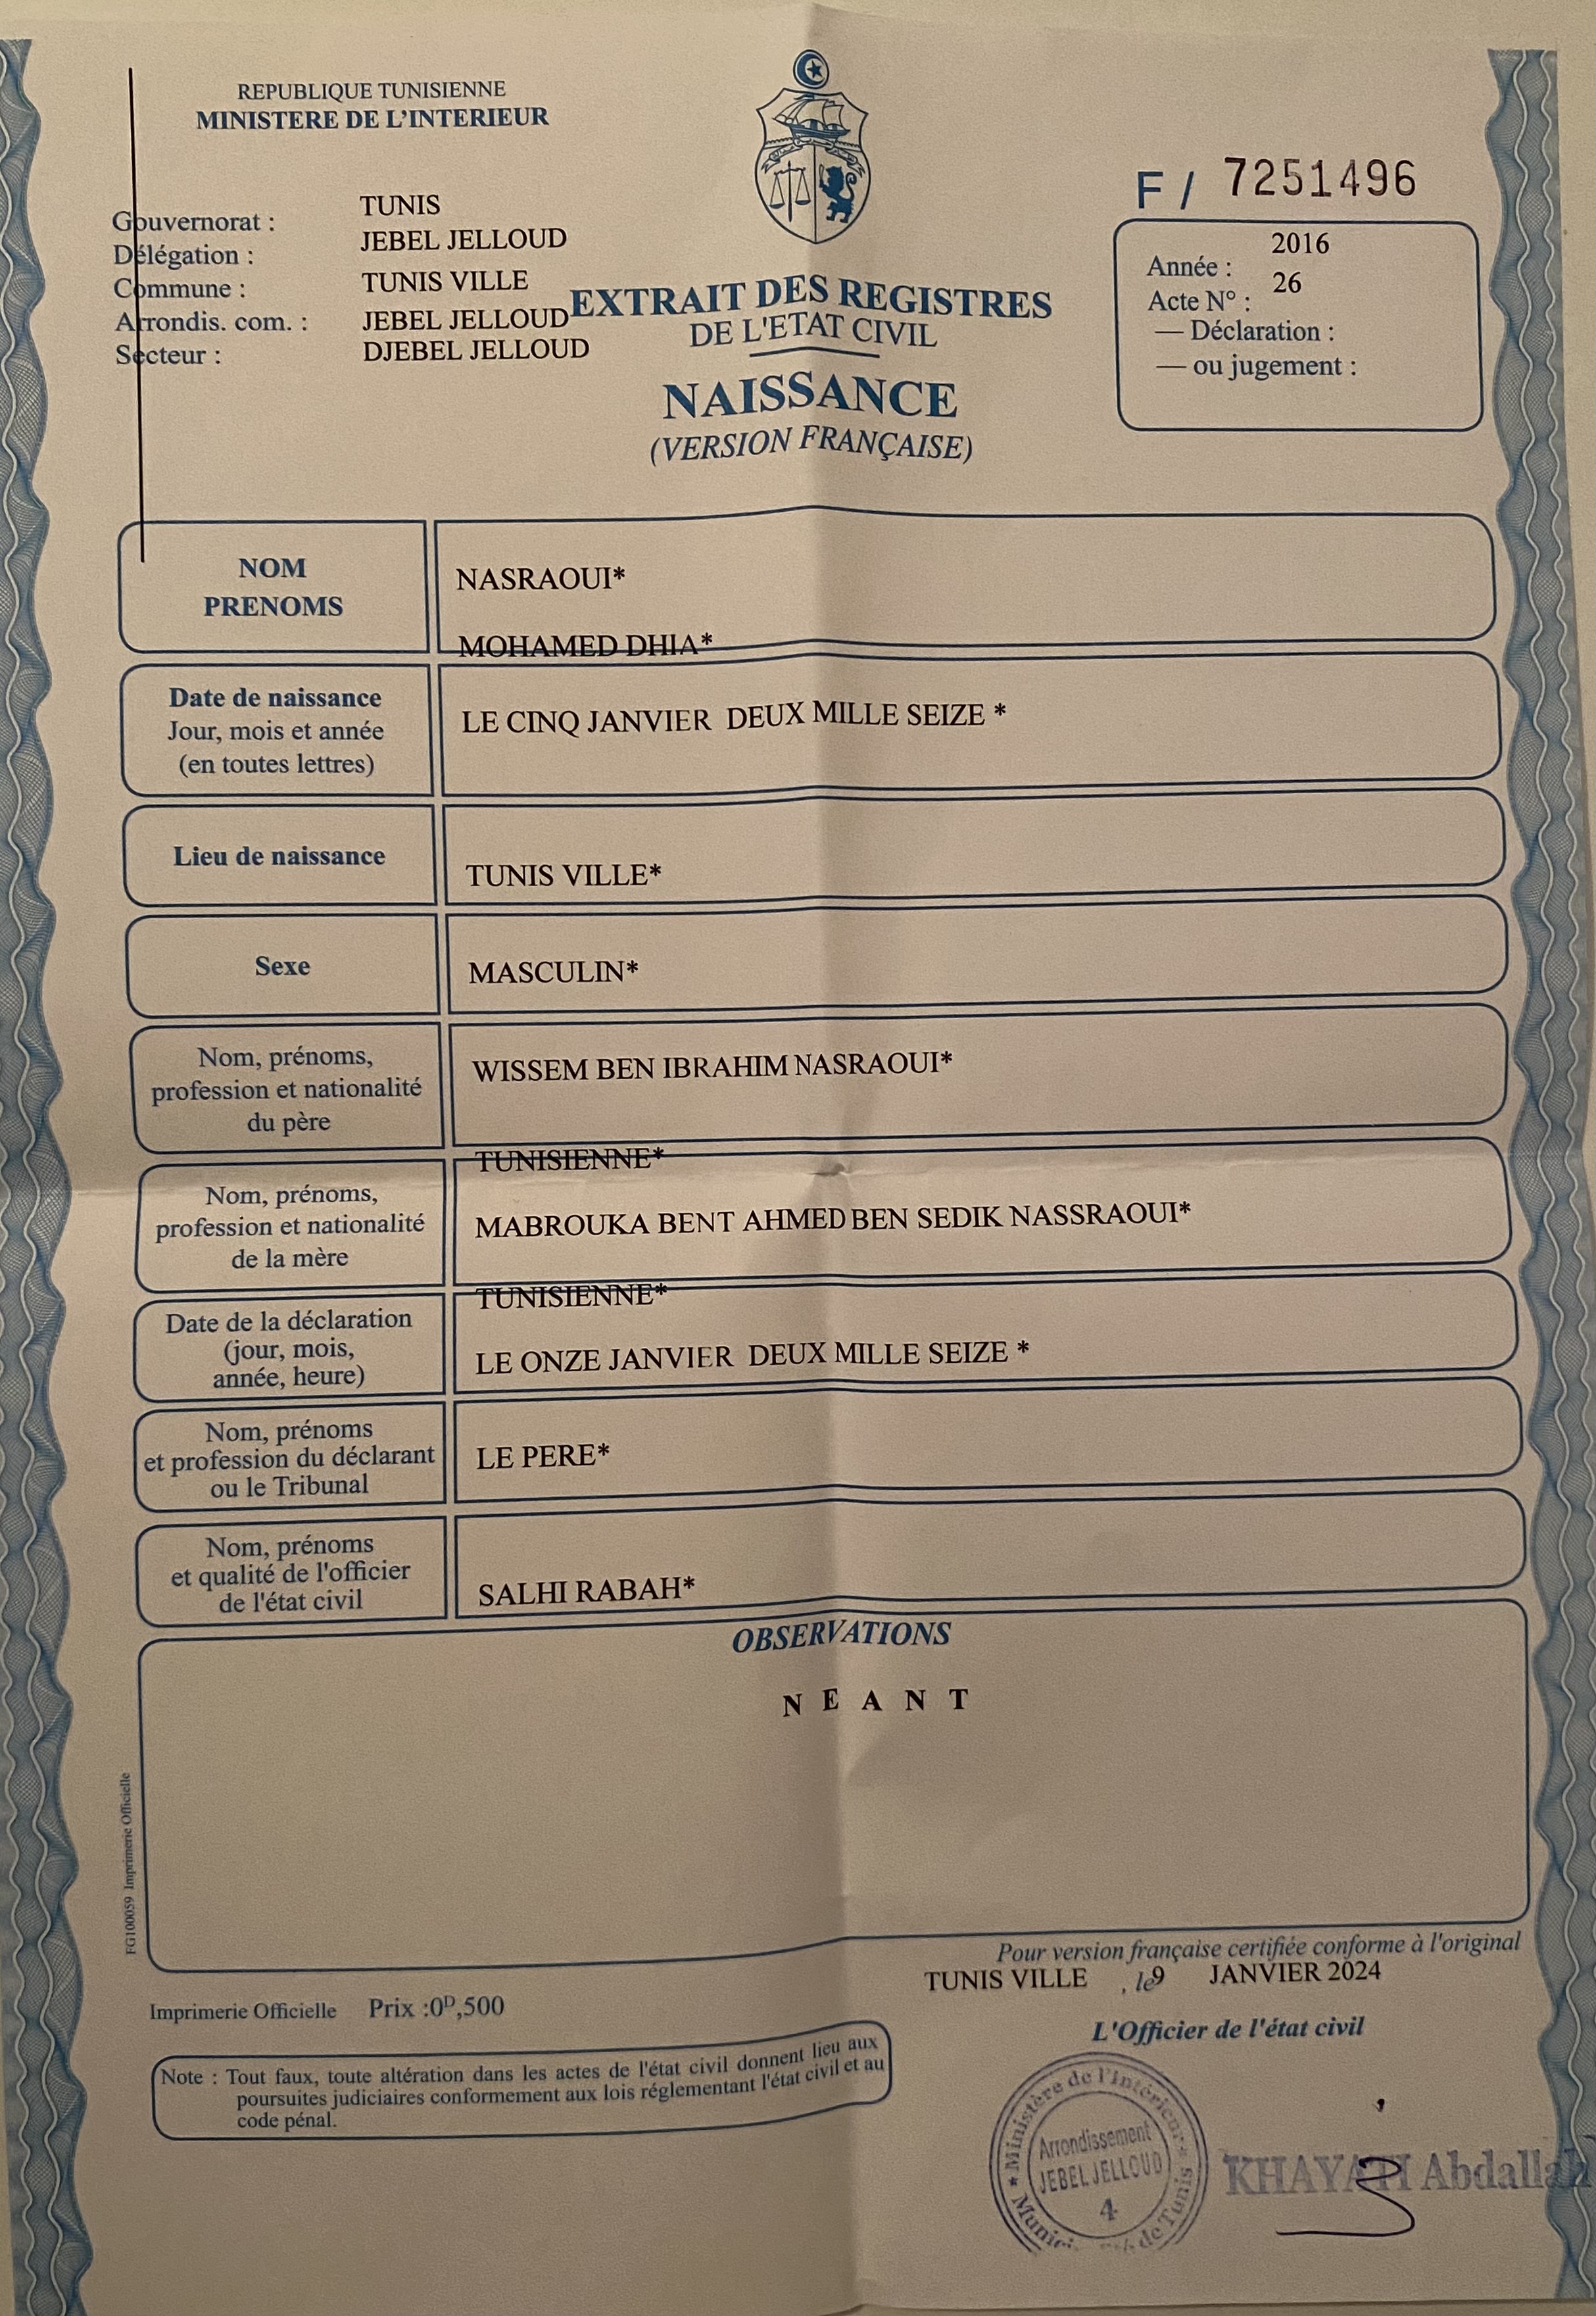 REPUBLIQUE TUNISIENNE
MINISTERE DE L'INTERIEUR
F / 7251496
Gouvernorat : TUNIS
Délégation : JEBEL JELLOUD
Commune : TUNIS VILLE
Arrondis. com. : JEBEL JELLOUD
Secteur : DJEBEL JELLOUD
EXTRAIT DES REGISTRES
DE L'ETAT CIVIL
NAISSANCE
(VERSION FRANÇAISE)
Année : 2016
Acte N° : 26
— Déclaration :
— ou jugement :
NOM
PRENOMS
NASRAOUI*
MOHAMED DHIA*
Date de naissance
Jour, mois et année
(en toutes lettres)
LE CINQ JANVIER DEUX MILLE SEIZE *
Lieu de naissance
TUNIS VILLE*
Sexe
MASCULIN*
Nom, prénoms,
profession et nationalité
du père
WISSEM BEN IBRAHIM NASRAOUI*
TUNISIENNE*
Nom, prénoms,
profession et nationalité
de la mère
MABROUKA BENT AHMED BEN SEDIK NASSRAOUI*
TUNISIENNE*
Date de la déclaration
(jour, mois,
année, heure)
LE ONZE JANVIER DEUX MILLE SEIZE *
Nom, prénoms
et profession du déclarant
ou le Tribunal
LE PERE*
Nom, prénoms
et qualité de l'officier
de l'état civil
SALHI RABAH*
OBSERVATIONS
N E A N T
FG100059 Imprimerie Officielle
Pour version française certifiée conforme à l'original
TUNIS VILLE , le 9 JANVIER 2024
Imprimerie Officielle Prix :0D,500
L'Officier de l'état civil
Note : Tout faux, toute altération dans les actes de l'état civil donnent lieu aux
poursuites judiciaires conformement aux lois réglementant l'état civil et au
code pénal.
* Ministère de l'Intérieur *
Arrondissement
JEBEL JELLOUD
4
de Tunis
KHAYATI Abdallah